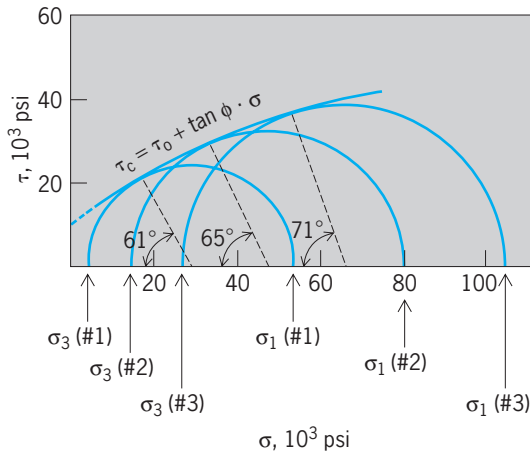 60
40
20
τ, 10³ psi
τc = τo + tan ϕ · σ
61°
65°
71°
20
40
60
80
100
σ3 (#1)
σ1 (#1)
σ3 (#2)
σ1 (#2)
σ3 (#3)
σ1 (#3)
σ, 10³ psi